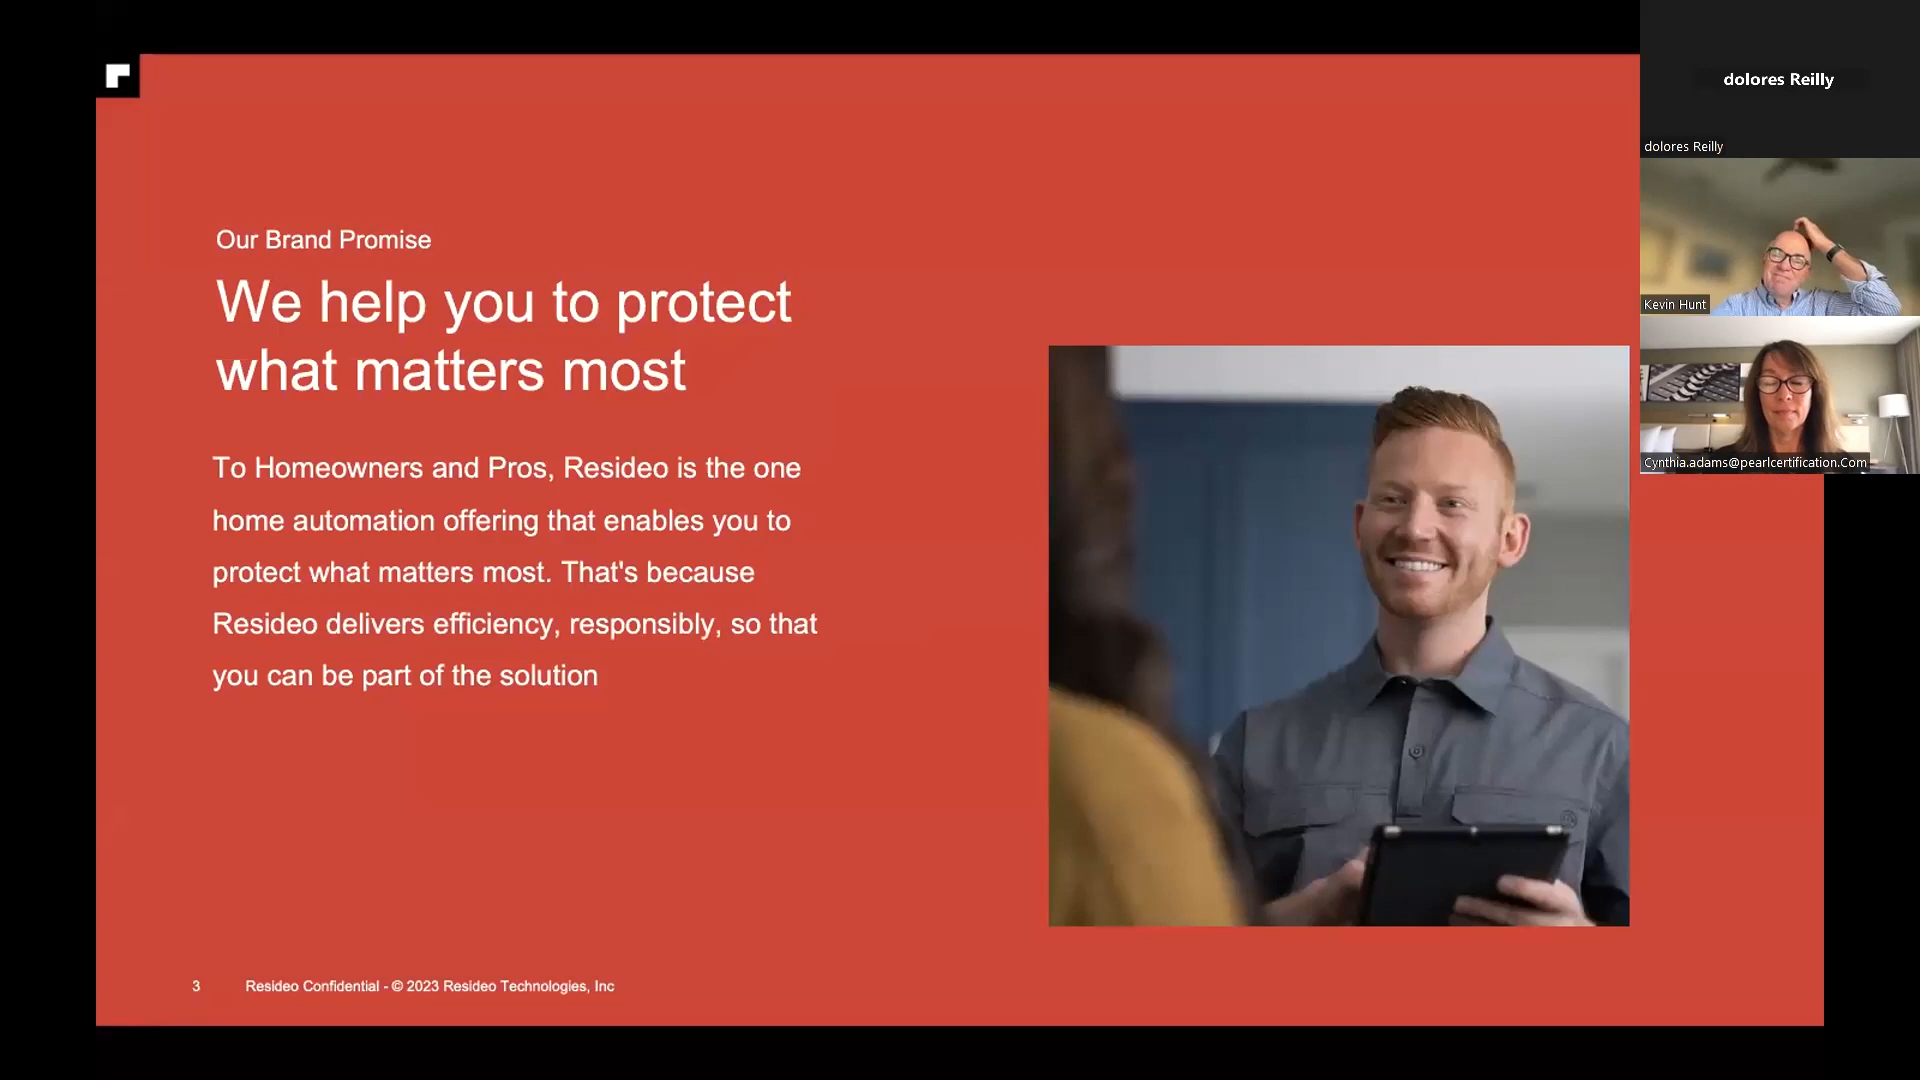 Our Brand Promise
We help you to protect
what matters most
To Homeowners and Pros, Resideo is the one
home automation offering that enables you to
protect what matters most. That's because
Resideo delivers efficiency, responsibly, so that
you can be part of the solution
3
Resideo Confidential - © 2023 Resideo Technologies, Inc
dolores Reilly
dolores Reilly
Kevin Hunt
Cynthia.adams@pearlcertification.Com